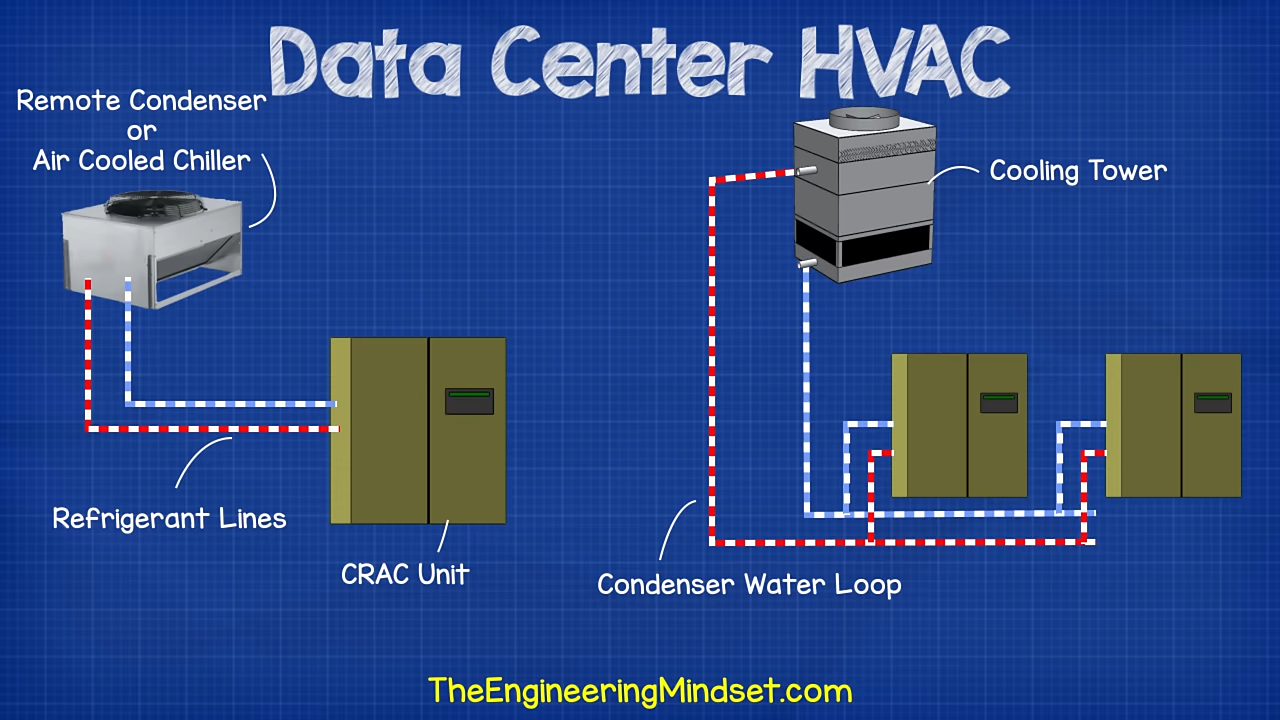 Data Center HVAC
Remote Condenser
or
Air Cooled Chiller
Cooling Tower
Refrigerant Lines
CRAC Unit
Condenser Water Loop
TheEngineeringMindset.com